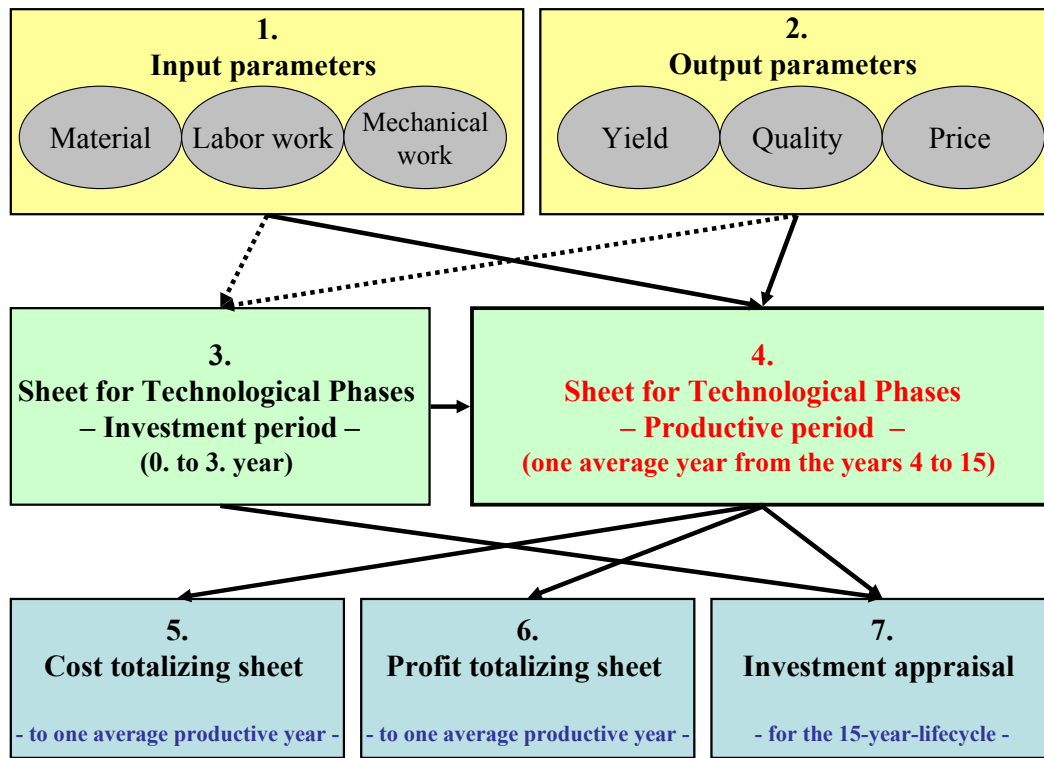 1.
Input parameters
Material
Labor work
Mechanical
work
2.
Output parameters
Yield
Quality
Price
3.
Sheet for Technological Phases
– Investment period –
(0. to 3. year)
4.
Sheet for Technological Phases
– Productive period –
(one average year from the years 4 to 15)
5.
Cost totalizing sheet
- to one average productive year -
6.
Profit totalizing sheet
- to one average productive year -
7.
Investment appraisal
- for the 15-year-lifecycle -